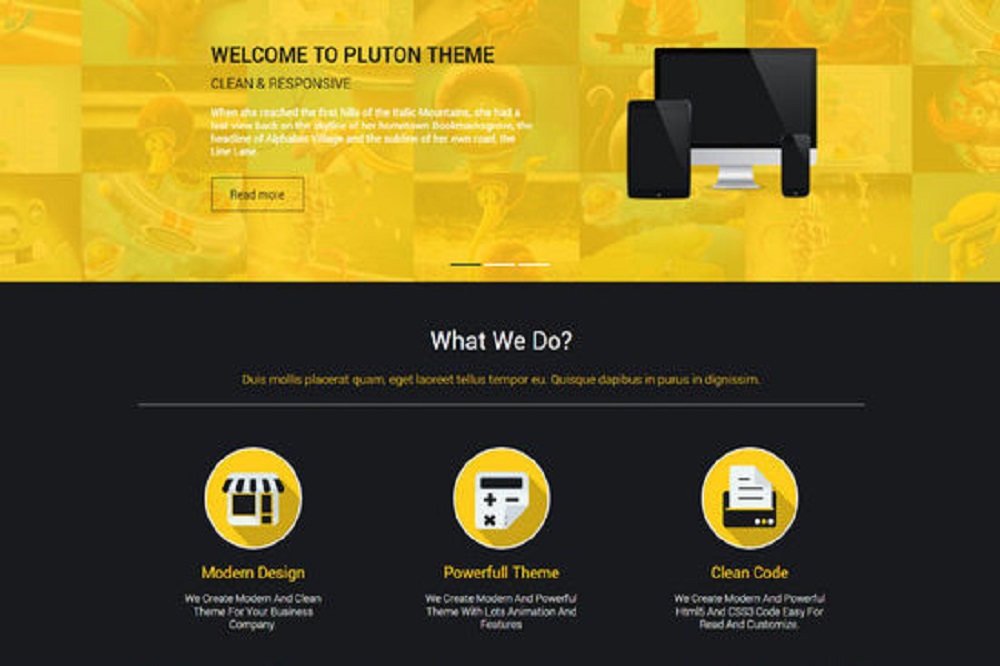 WELCOME TO PLUTON THEME
CLEAN & RESPONSIVE
When she reached the first hills of the Italic Mountains, she had a
last view back on the skyline of her hometown Bookmarksgrove, the
headline of Alphabet Village and the subline of her own road, the
Line Lane.
Read more
What We Do?
Duis mollis placerat quam, eget laoreet tellus tempor eu. Quisque dapibus in purus in dignissim.
Modern Design
Powerfull Theme
Clean Code
We Create Modern And Clean
Theme For Your Business
Company.
We Create Modern And Powerful
Theme With Lots Animation And
Features
We Create Modern And Powerful
Html5 And CSS3 Code Easy For
Read And Customize.